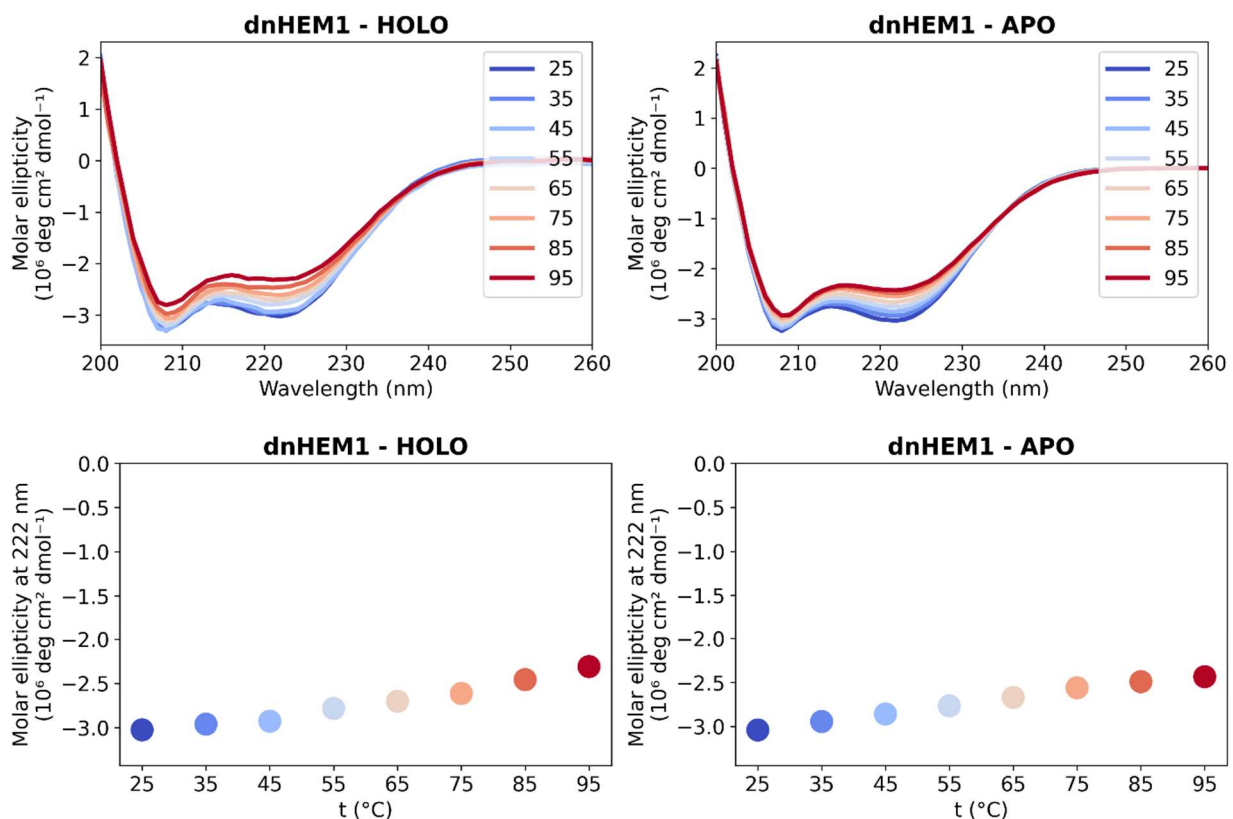 dnHEM1 - HOLO
Molar ellipticity
(10⁶ deg cm² dmol⁻¹)
2
1
0
−1
−2
−3
25
35
45
55
65
75
85
95
200 210 220 230 240 250 260
Wavelength (nm)
dnHEM1 - APO
Molar ellipticity
(10⁶ deg cm² dmol⁻¹)
2
1
0
−1
−2
−3
25
35
45
55
65
75
85
95
200 210 220 230 240 250 260
Wavelength (nm)
dnHEM1 - HOLO
Molar ellipticity at 222 nm
(10⁶ deg cm² dmol⁻¹)
0.0
−0.5
−1.0
−1.5
−2.0
−2.5
−3.0
25 35 45 55 65 75 85 95
t (°C)
dnHEM1 - APO
Molar ellipticity at 222 nm
(10⁶ deg cm² dmol⁻¹)
0.0
−0.5
−1.0
−1.5
−2.0
−2.5
−3.0
25 35 45 55 65 75 85 95
t (°C)